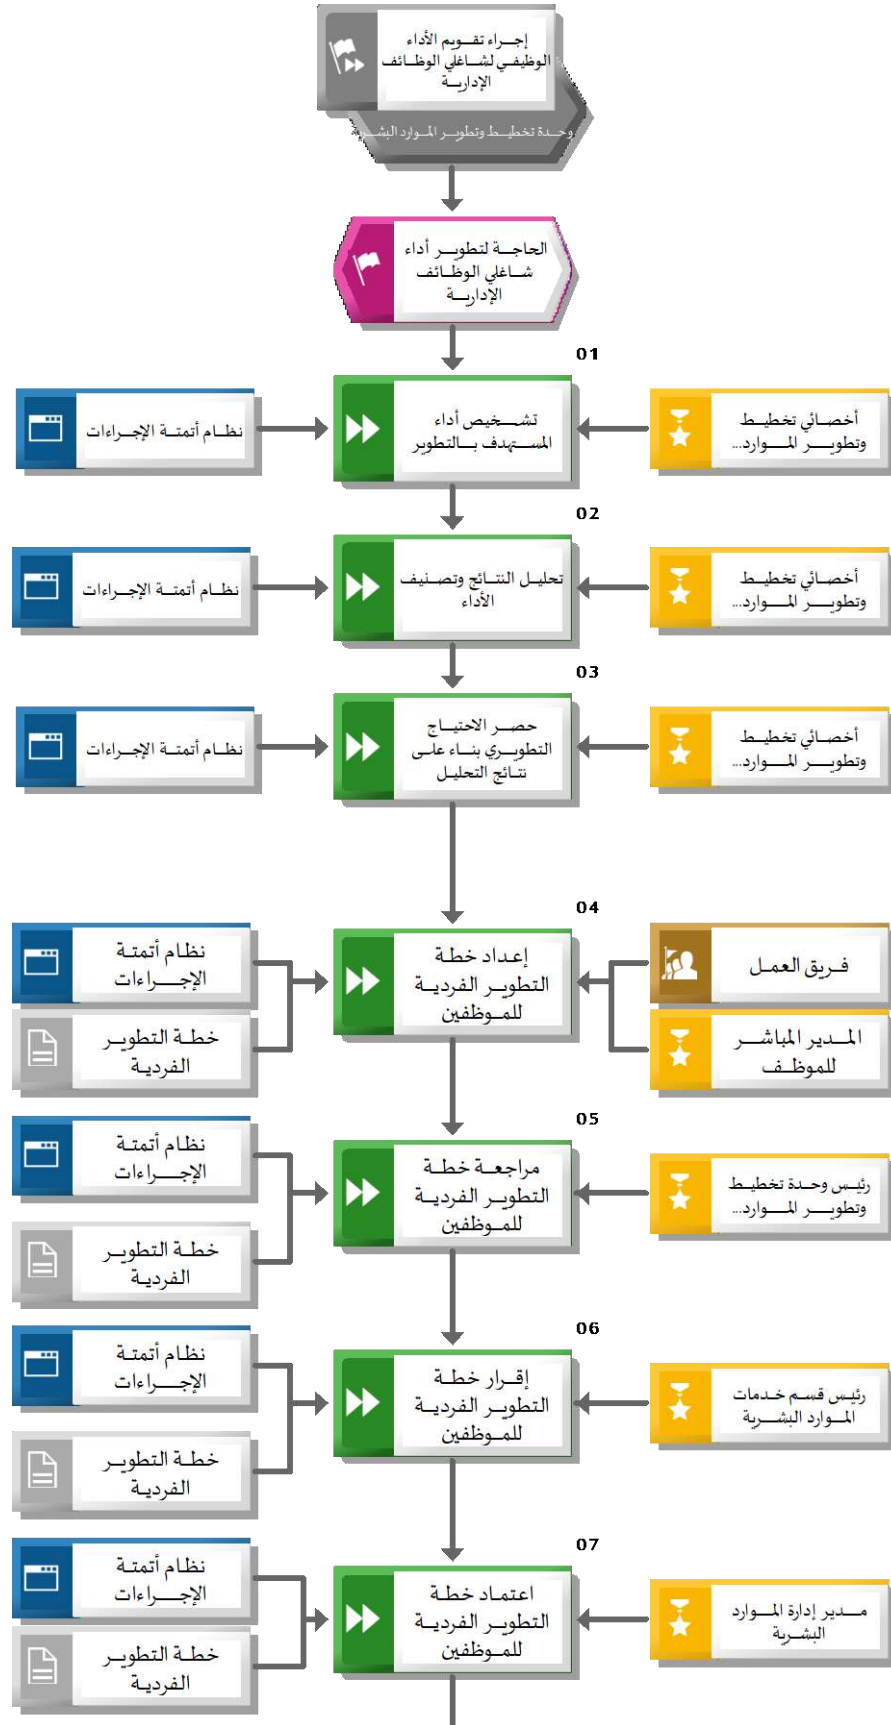 إجراء تقويم الأداء
الوظيفي لشاغلي الوظائف
الإدارية
وحدة تخطيط وتطوير الموارد البشرية
الحاجة لتطوير أداء
شاغلي الوظائف
الإدارية
01
أخصائي تخطيط
وتطوير الموارد...
تشخيص أداء
المستهدف بالتطوير
نظام أتمتة الإجراءات
02
أخصائي تخطيط
وتطوير الموارد...
تحليل النتائج وتصنيف
الأداء
نظام أتمتة الإجراءات
03
أخصائي تخطيط
وتطوير الموارد...
حصر الاحتياج
التطويري بناء على
نتائج التحليل
نظام أتمتة الإجراءات
04
فريق العمل
المدير المباشر
للموظف
إعداد خطة
التطوير الفردية
للموظفين
نظام أتمتة
الإجراءات
خطة التطوير
الفردية
05
رئيس وحدة تخطيط
وتطوير الموارد...
مراجعة خطة
التطوير الفردية
للموظفين
نظام أتمتة
الإجراءات
خطة التطوير
الفردية
06
رئيس قسم خدمات
الموارد البشرية
إقرار خطة
التطوير الفردية
للموظفين
نظام أتمتة
الإجراءات
خطة التطوير
الفردية
07
مدير إدارة الموارد
البشرية
اعتماد خطة
التطوير الفردية
للموظفين
نظام أتمتة
الإجراءات
خطة التطوير
الفردية